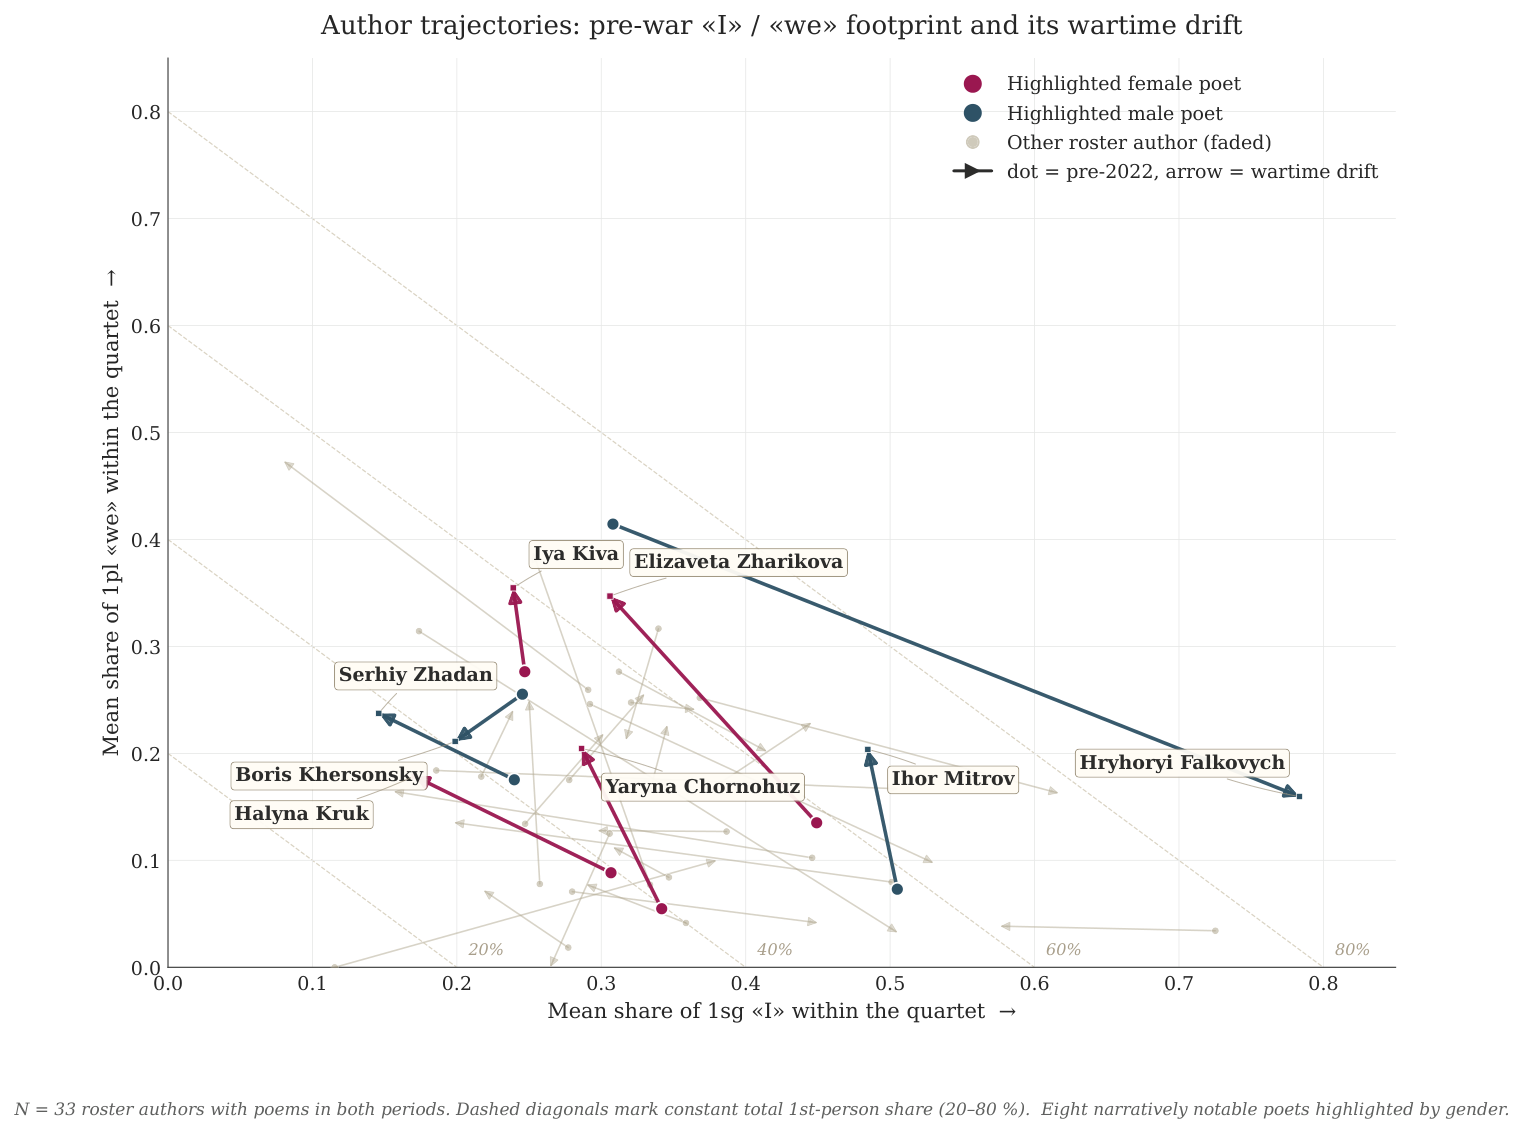 Author trajectories: pre-war «I» / «we» footprint and its wartime drift
Highlighted female poet
Highlighted male poet
Other roster author (faded)
dot = pre-2022, arrow = wartime drift
Mean share of 1pl «we» within the quartet →
0.8
0.7
0.6
0.5
0.4
0.3
0.2
0.1
0.0
Iya Kiva
Elizaveta Zharikova
Serhiy Zhadan
Boris Khersonsky
Halyna Kruk
Yaryna Chornohuz
Ihor Mitrov
Hryhoryi Falkovych
20%
40%
60%
80%
0.0
0.1
0.2
0.3
0.4
0.5
0.6
0.7
0.8
Mean share of 1sg «I» within the quartet →
N = 33 roster authors with poems in both periods. Dashed diagonals mark constant total 1st-person share (20–80 %). Eight narratively notable poets highlighted by gender.